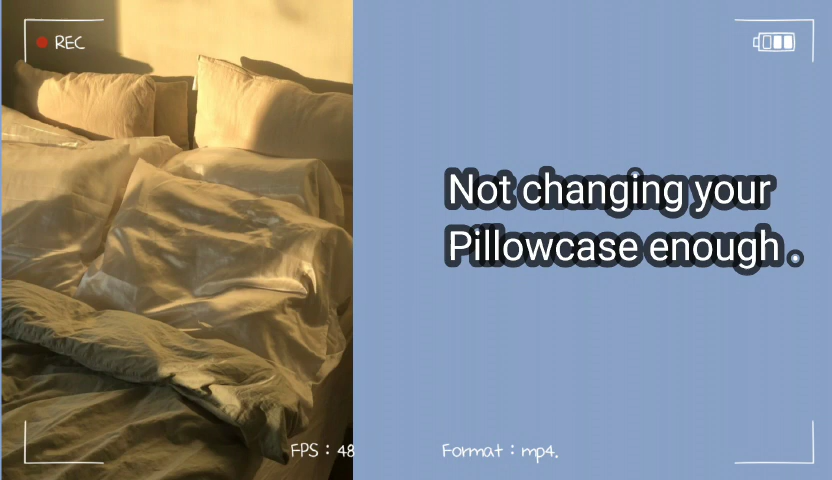 REC
Not changing your
Pillowcase enough .
FPS : 48
Format : mp4.